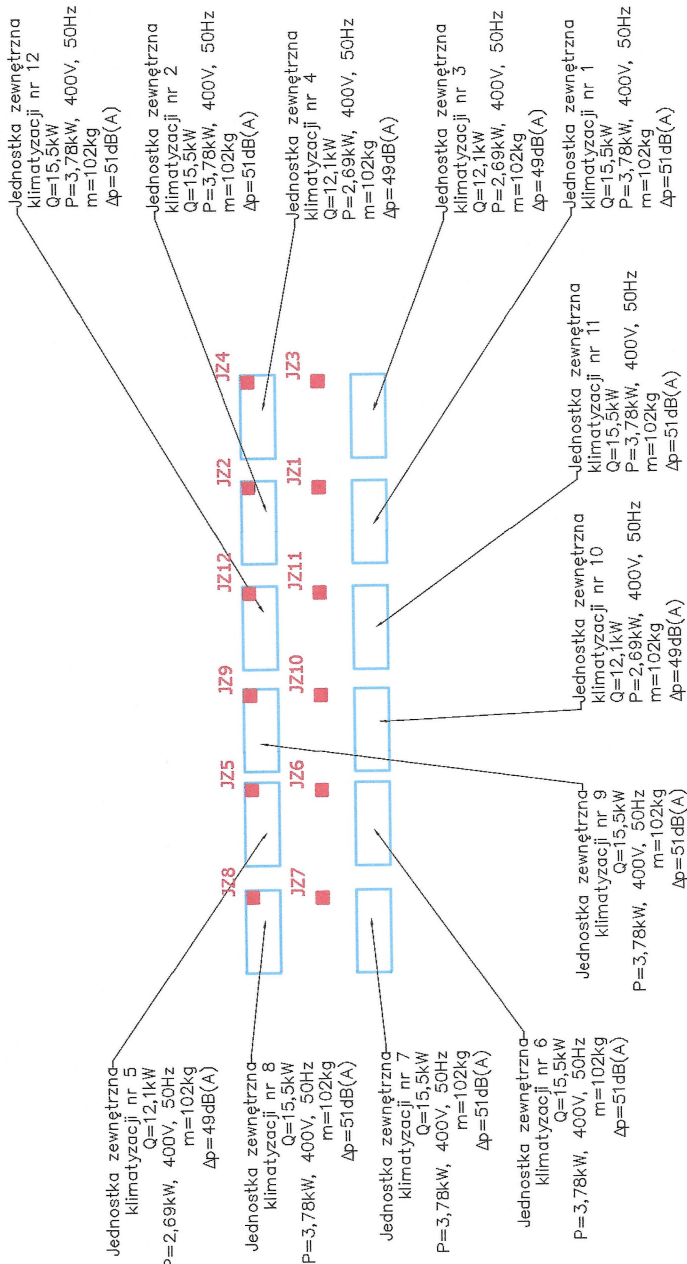 Jednostka zewnętrzna
klimatyzacji nr 12
Q=15,5kW
P=3,78kW, 400V, 50Hz
m=102kg
Δp=51dB(A)
Jednostka zewnętrzna
klimatyzacji nr 2
Q=15,5kW
P=3,78kW, 400V, 50Hz
m=102kg
Δp=51dB(A)
Jednostka zewnętrzna
klimatyzacji nr 4
Q=12,1kW
P=2,69kW, 400V, 50Hz
m=102kg
Δp=49dB(A)
Jednostka zewnętrzna
klimatyzacji nr 3
Q=12,1kW
P=2,69kW, 400V, 50Hz
m=102kg
Δp=49dB(A)
Jednostka zewnętrzna
klimatyzacji nr 1
Q=15,5kW
P=3,78kW, 400V, 50Hz
m=102kg
Δp=51dB(A)
Jednostka zewnętrzna
klimatyzacji nr 11
Q=15,5kW
P=3,78kW, 400V, 50Hz
m=102kg
Δp=51dB(A)
Jednostka zewnętrzna
klimatyzacji nr 10
Q=12,1kW
P=2,69kW, 400V, 50Hz
m=102kg
Δp=49dB(A)
Jednostka zewnętrzna
klimatyzacji nr 9
Q=15,5kW
P=3,78kW, 400V, 50Hz
m=102kg
Δp=51dB(A)
Jednostka zewnętrzna
klimatyzacji nr 5
Q=12,1kW
P=2,69kW, 400V, 50Hz
m=102kg
Δp=49dB(A)
Jednostka zewnętrzna
klimatyzacji nr 8
Q=15,5kW
P=3,78kW, 400V, 50Hz
m=102kg
Δp=51dB(A)
Jednostka zewnętrzna
klimatyzacji nr 7
Q=15,5kW
P=3,78kW, 400V, 50Hz
m=102kg
Δp=51dB(A)
Jednostka zewnętrzna
klimatyzacji nr 6
Q=15,5kW
P=3,78kW, 400V, 50Hz
m=102kg
Δp=51dB(A)
JZ8
JZ5
JZ9
JZ12
JZ2
JZ4
JZ7
JZ6
JZ10
JZ11
JZ1
JZ3